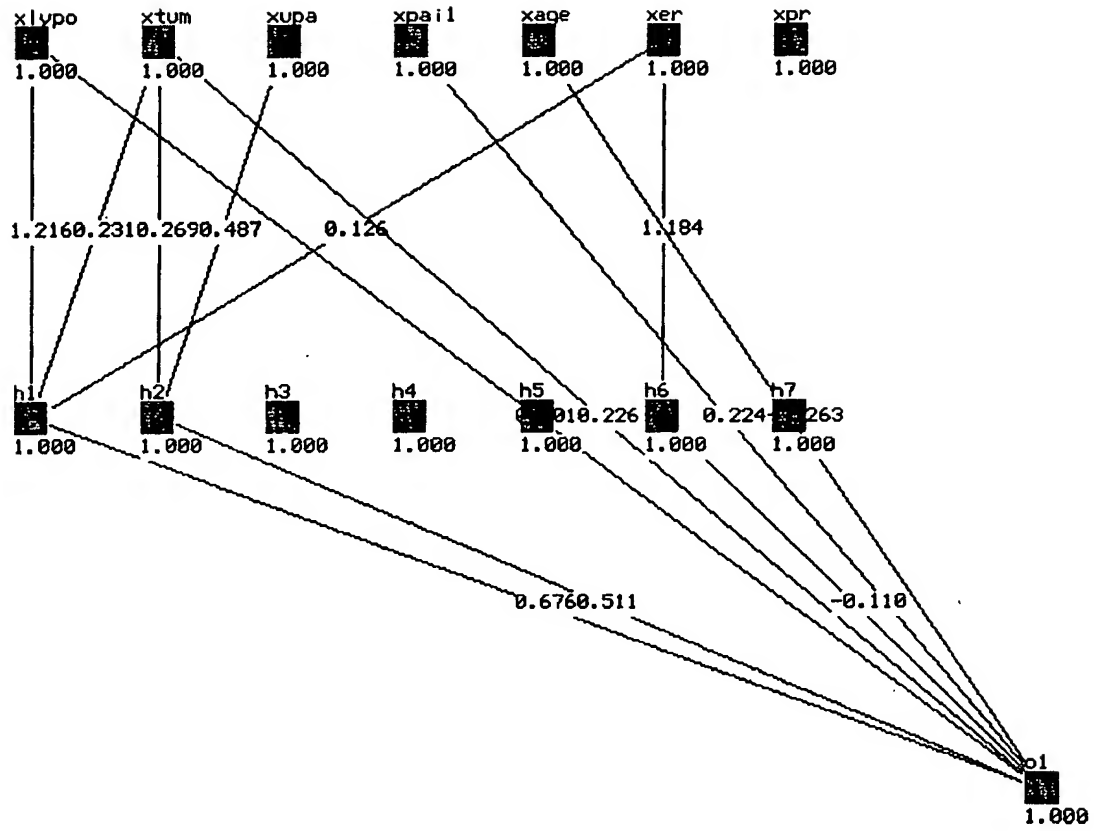 xlypo xtum xupa xpai1 xage xer xpr
1.000 1.000 1.000 1.000 1.000 1.000 1.000
1.2160.2310.2690.487 0.126 1.184
h1 h2 h3 h4 h5 h6 h7
010.226 0.224- 263
1.000 1.000 1.000 1.000 1.000 1.000 1.000
0.6760.511 -0.110
o1
1.000